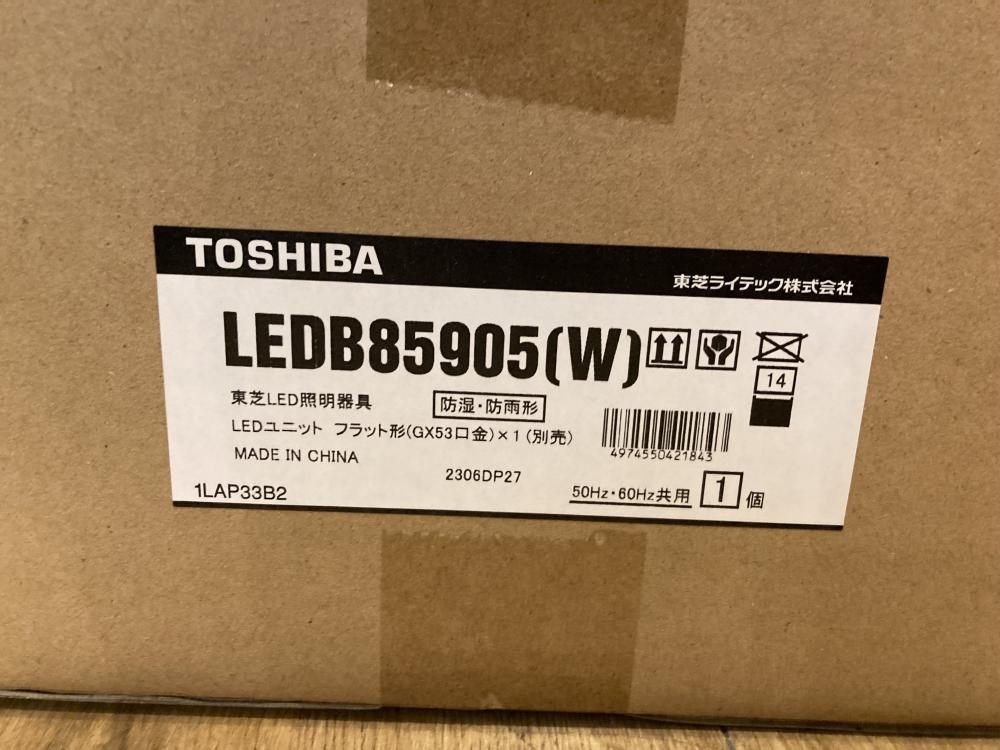 TOSHIBA
東芝ライテック株式会社
LEDB85905(W)
14
東芝LED照明器具
防湿・防雨形
LEDユニット フラット形(GX53口金)×1(別売)
4974550421843
MADE IN CHINA
2306DP27
1LAP33B2
50Hz・60Hz共用
1個